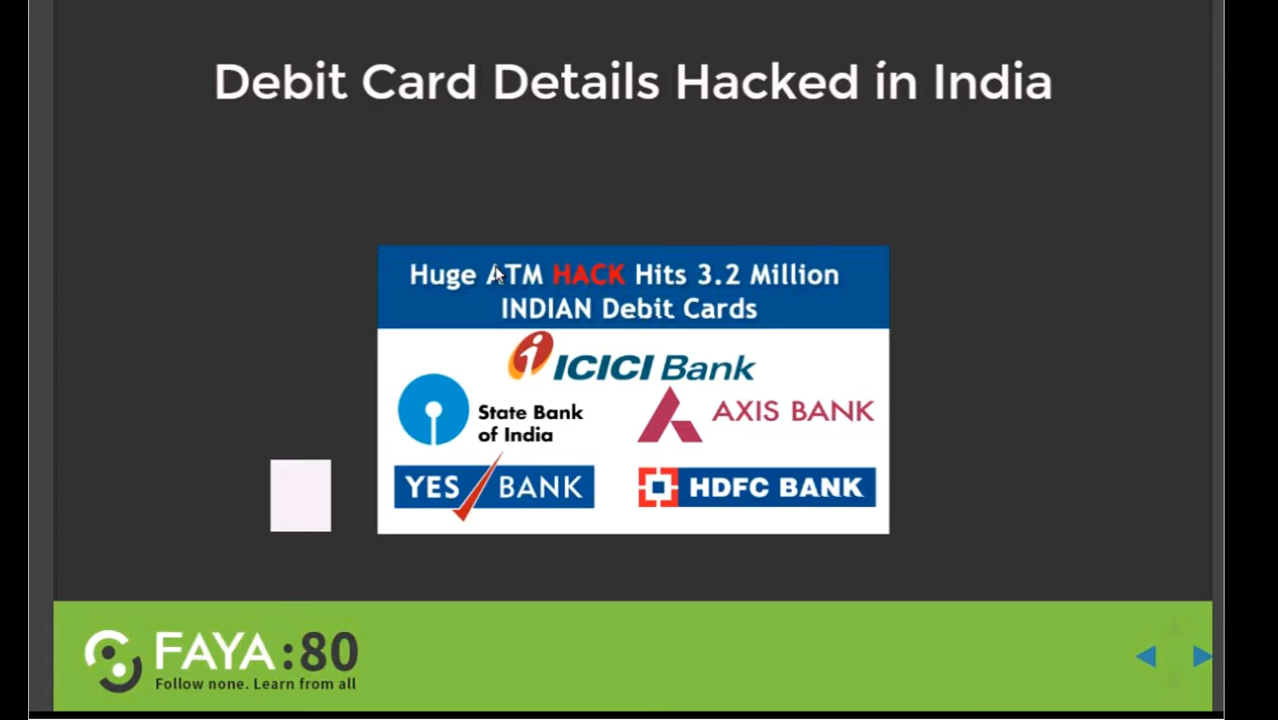 Debit Card Details Hacked in India
Huge ATM HACK Hits 3.2 Million
INDIAN Debit Cards
ICICI Bank
State Bank
of India
AXIS BANK
YES BANK
HDFC BANK
FAYA:80
Follow none. Learn from all